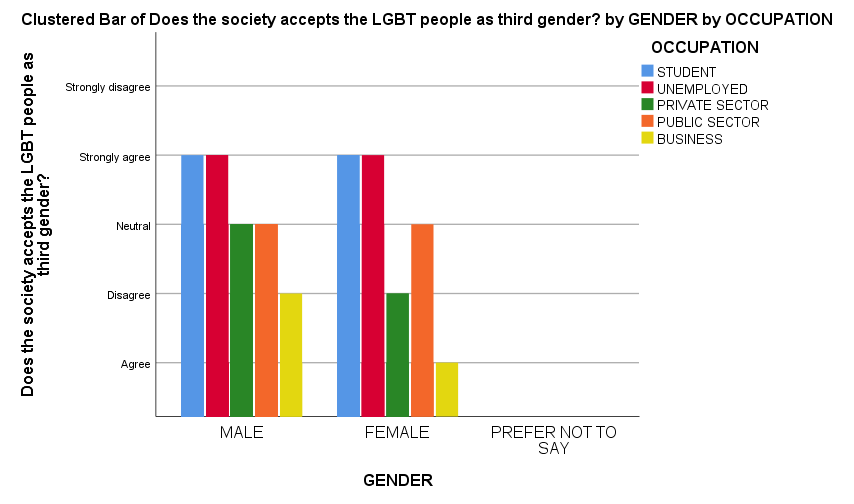 Clustered Bar of Does the society accepts the LGBT people as third gender? by GENDER by OCCUPATION
Does the society accepts the LGBT people as
third gender?
Strongly disagree
Strongly agree
Neutral
Disagree
Agree
MALE
FEMALE
PREFER NOT TO
SAY
GENDER
OCCUPATION
STUDENT
UNEMPLOYED
PRIVATE SECTOR
PUBLIC SECTOR
BUSINESS